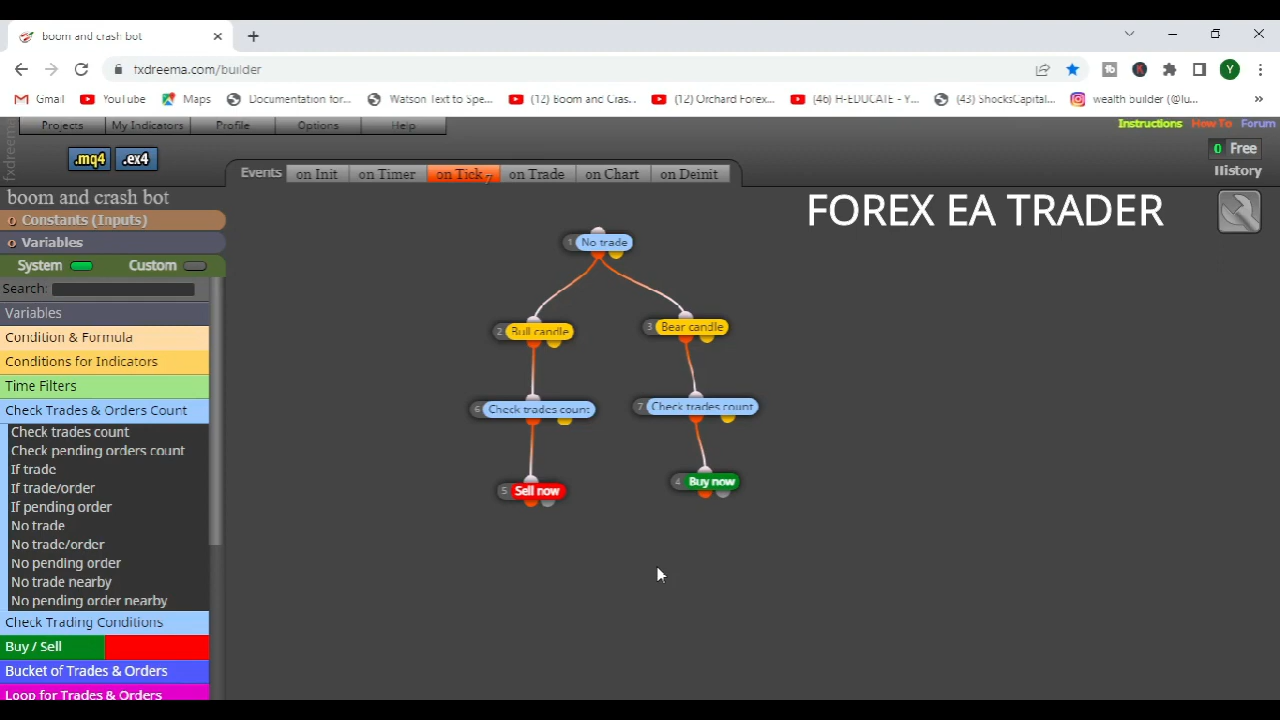 boom and crash bot
fxdreema.com/builder
Gmail
YouTube
Maps
Documentation for...
Watson Text to Spe...
(12) Boom and Cras...
(12) Orchard Forex...
(46) H-EDUCATE - Y...
(43) ShocksCapital...
wealth builder (@lu...
»
Projects
My Indicators
Profile
Options
Help
Instructions
How To
Forum
fxdreema
.mq4
.ex4
0 Free
History
Events
on Init
on Timer
on Tick 7
on Trade
on Chart
on Deinit
boom and crash bot
FOREX EA TRADER
Constants (Inputs)
Variables
System
Custom
Search:
Variables
Condition & Formula
Conditions for Indicators
Time Filters
Check Trades & Orders Count
Check trades count
Check pending orders count
If trade
If trade/order
If pending order
No trade
No trade/order
No pending order
No trade nearby
No pending order nearby
Check Trading Conditions
Buy / Sell
Bucket of Trades & Orders
Loop for Trades & Orders
1 No trade
2 Bull candle
3 Bear candle
6 Check trades count
7 Check trades count
5 Sell now
4 Buy now